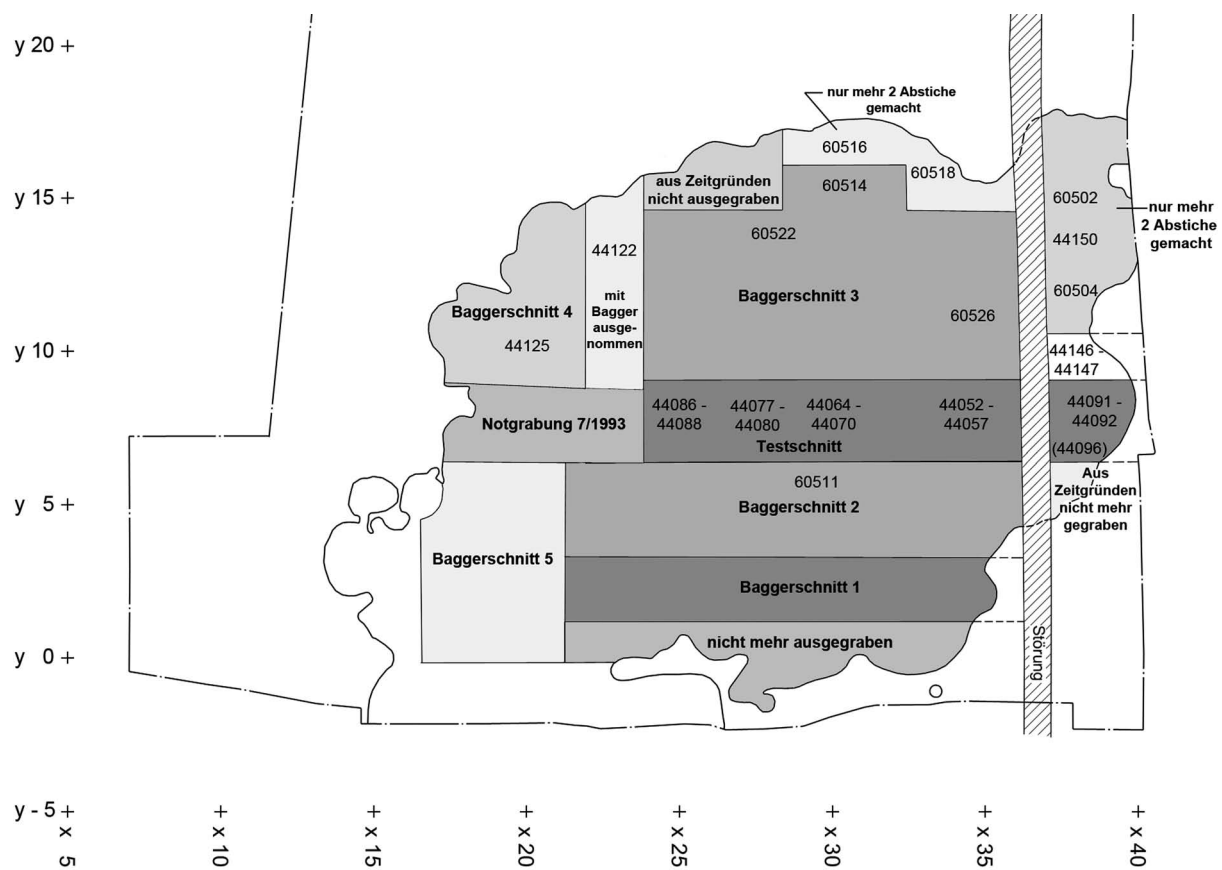 y 20 +
nur mehr 2 Abstiche
gemacht
60516
60518
y 15 +
aus Zeitgründen
nicht ausgegraben
60514
60502
nur mehr
2 Abstiche
gemacht
60522
44150
44122
mit
Bagger
ausge-
nommen
Baggerschnitt 3
60504
Baggerschnitt 4
60526
44125
y 10 +
44146 -
44147
Notgrabung 7/1993
44086 -
44088
44077 -
44080
44064 -
44070
44052 -
44057
44091 -
44092
(44096)
Testschnitt
y 5 +
60511
Baggerschnitt 2
Aus
Zeitgründen
nicht mehr
gegraben
Baggerschnitt 5
Baggerschnitt 1
nicht mehr ausgegraben
Störung
y 0 +
y - 5 +
+ x 5
+ x 10
+ x 15
+ x 20
+ x 25
+ x 30
+ x 35
+ x 40